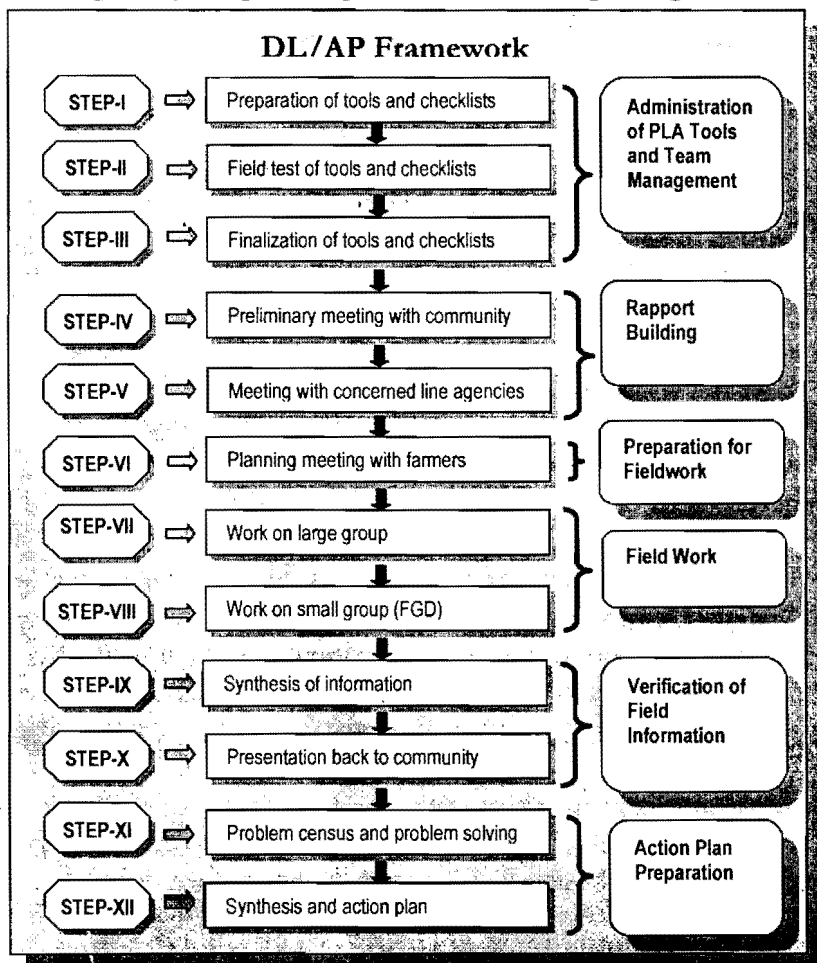 DL/AP Framework
STEP-I
Preparation of tools and checklists
STEP-II
Field test of tools and checklists
STEP-III
Finalization of tools and checklists
Administration
of PLA Tools
and Team
Management
STEP-IV
Preliminary meeting with community
STEP-V
Meeting with concerned line agencies
Rapport
Building
STEP-VI
Planning meeting with farmers
Preparation for
Fieldwork
STEP-VII
Work on large group
STEP-VIII
Work on small group (FGD)
Field Work
STEP-IX
Synthesis of information
STEP-X
Presentation back to community
Verification of
Field
Information
STEP-XI
Problem census and problem solving
STEP-XII
Synthesis and action plan
Action Plan
Preparation